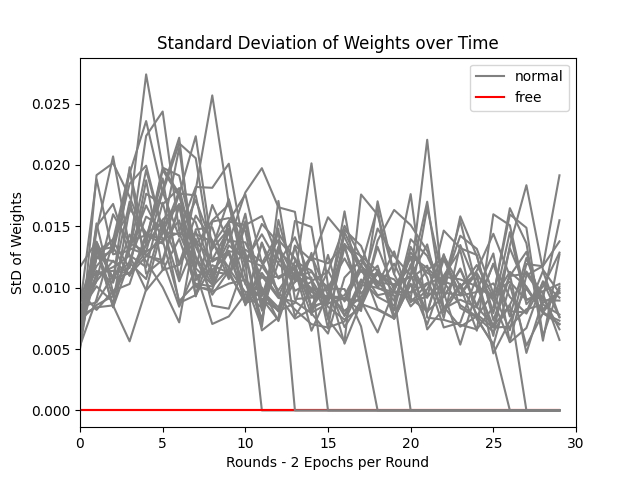 Standard Deviation of Weights over Time
normal
free
StD of Weights
0.025
0.020
0.015
0.010
0.005
0.000
0 5 10 15 20 25 30
Rounds - 2 Epochs per Round